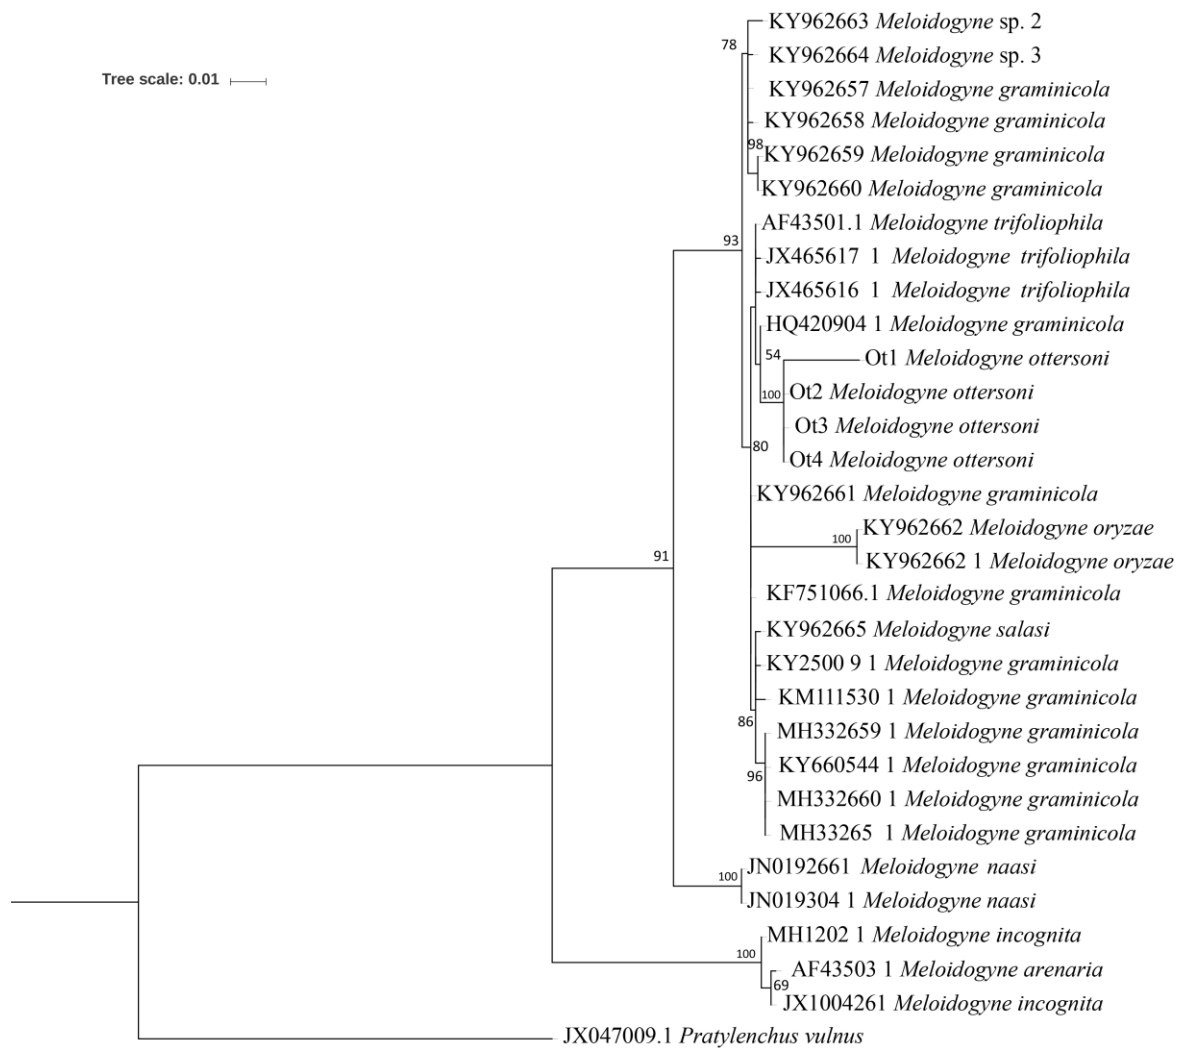 KY962663 Meloidogyne sp. 2
78
Tree scale: 0.01
KY962664 Meloidogyne sp. 3
KY962657 Meloidogyne graminicola
KY962658 Meloidogyne graminicola
98
KY962659 Meloidogyne graminicola
KY962660 Meloidogyne graminicola
AF43501.1 Meloidogyne trifoliophila
93
JX465617 1 Meloidogyne trifoliophila
JX465616 1 Meloidogyne trifoliophila
HQ420904 1 Meloidogyne graminicola
54
Ot1 Meloidogyne ottersoni
100
Ot2 Meloidogyne ottersoni
Ot3 Meloidogyne ottersoni
80
Ot4 Meloidogyne ottersoni
KY962661 Meloidogyne graminicola
KY962662 Meloidogyne oryzae
100
91
KY962662 1 Meloidogyne oryzae
KF751066.1 Meloidogyne graminicola
KY962665 Meloidogyne salasi
KY2500 9 1 Meloidogyne graminicola
KM111530 1 Meloidogyne graminicola
86
MH332659 1 Meloidogyne graminicola
KY660544 1 Meloidogyne graminicola
96
MH332660 1 Meloidogyne graminicola
MH33265 1 Meloidogyne graminicola
JN0192661 Meloidogyne naasi
100
JN019304 1 Meloidogyne naasi
MH1202 1 Meloidogyne incognita
100
AF43503 1 Meloidogyne arenaria
69
JX1004261 Meloidogyne incognita
JX047009.1 Pratylenchus vulnus